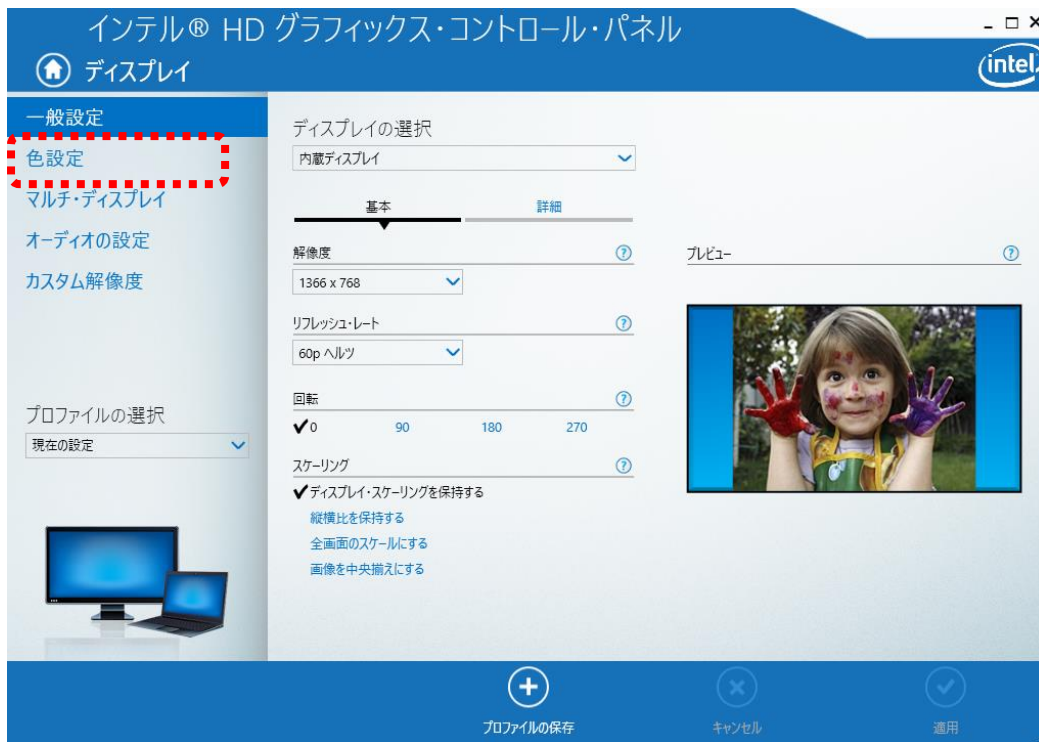 インテル® HD グラフィックス・コントロール・パネル
ディスプレイ
intel
一般設定
色設定
マルチ・ディスプレイ
オーディオの設定
カスタム解像度
プロファイルの選択
現在の設定
ディスプレイの選択
内蔵ディスプレイ
基本 詳細
解像度 ?
1366 x 768
リフレッシュ・レート ?
60p ヘルツ
回転 ?
✔0 90 180 270
スケーリング ?
✔ディスプレイ・スケーリングを保持する
縦横比を保持する
全画面のスケールにする
画像を中央揃えにする
プレビュー ?
プロファイルの保存 キャンセル 適用